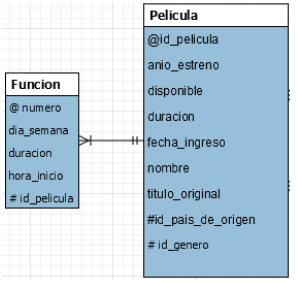 Pelicula
@id_pelicula
anio_estreno
disponible
duracion
fecha_ingreso
nombre
titulo_original
#id_pais_de_origen
# id_genero
Funcion
@ numero
dia_semana
duracion
hora_inicio
# id_pelicula